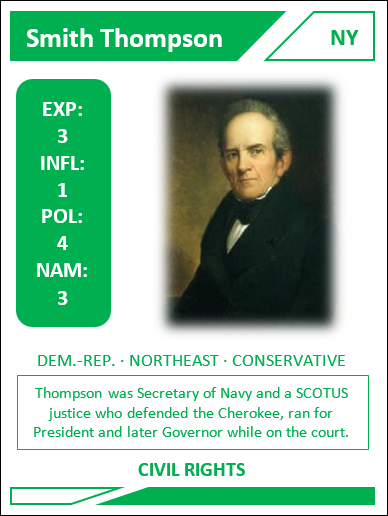 Smith Thompson
NY
EXP:
3
INFL:
1
POL:
4
NAM:
3
DEM.-REP. · NORTHEAST · CONSERVATIVE
Thompson was Secretary of Navy and a SCOTUS
justice who defended the Cherokee, ran for
President and later Governor while on the court.
CIVIL RIGHTS